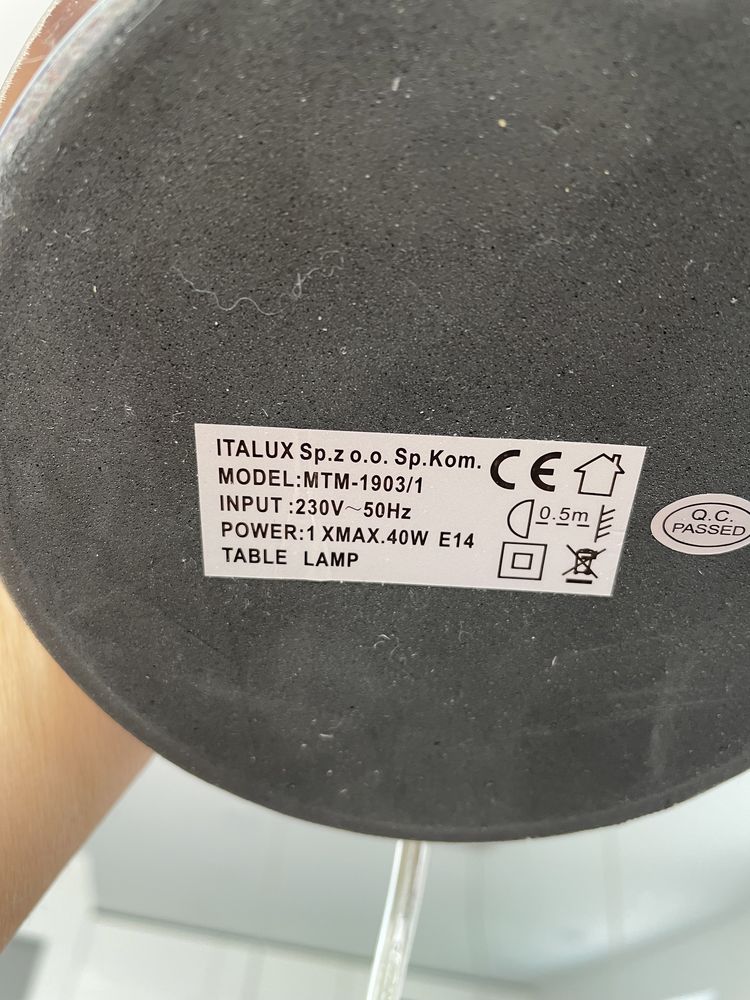 ITALUX Sp.z o.o. Sp.Kom.
MODEL:MTM-1903/1
INPUT :230V~50Hz
POWER:1 XMAX.40W E14
TABLE LAMP
CE
0.5m
Q.C.
PASSED